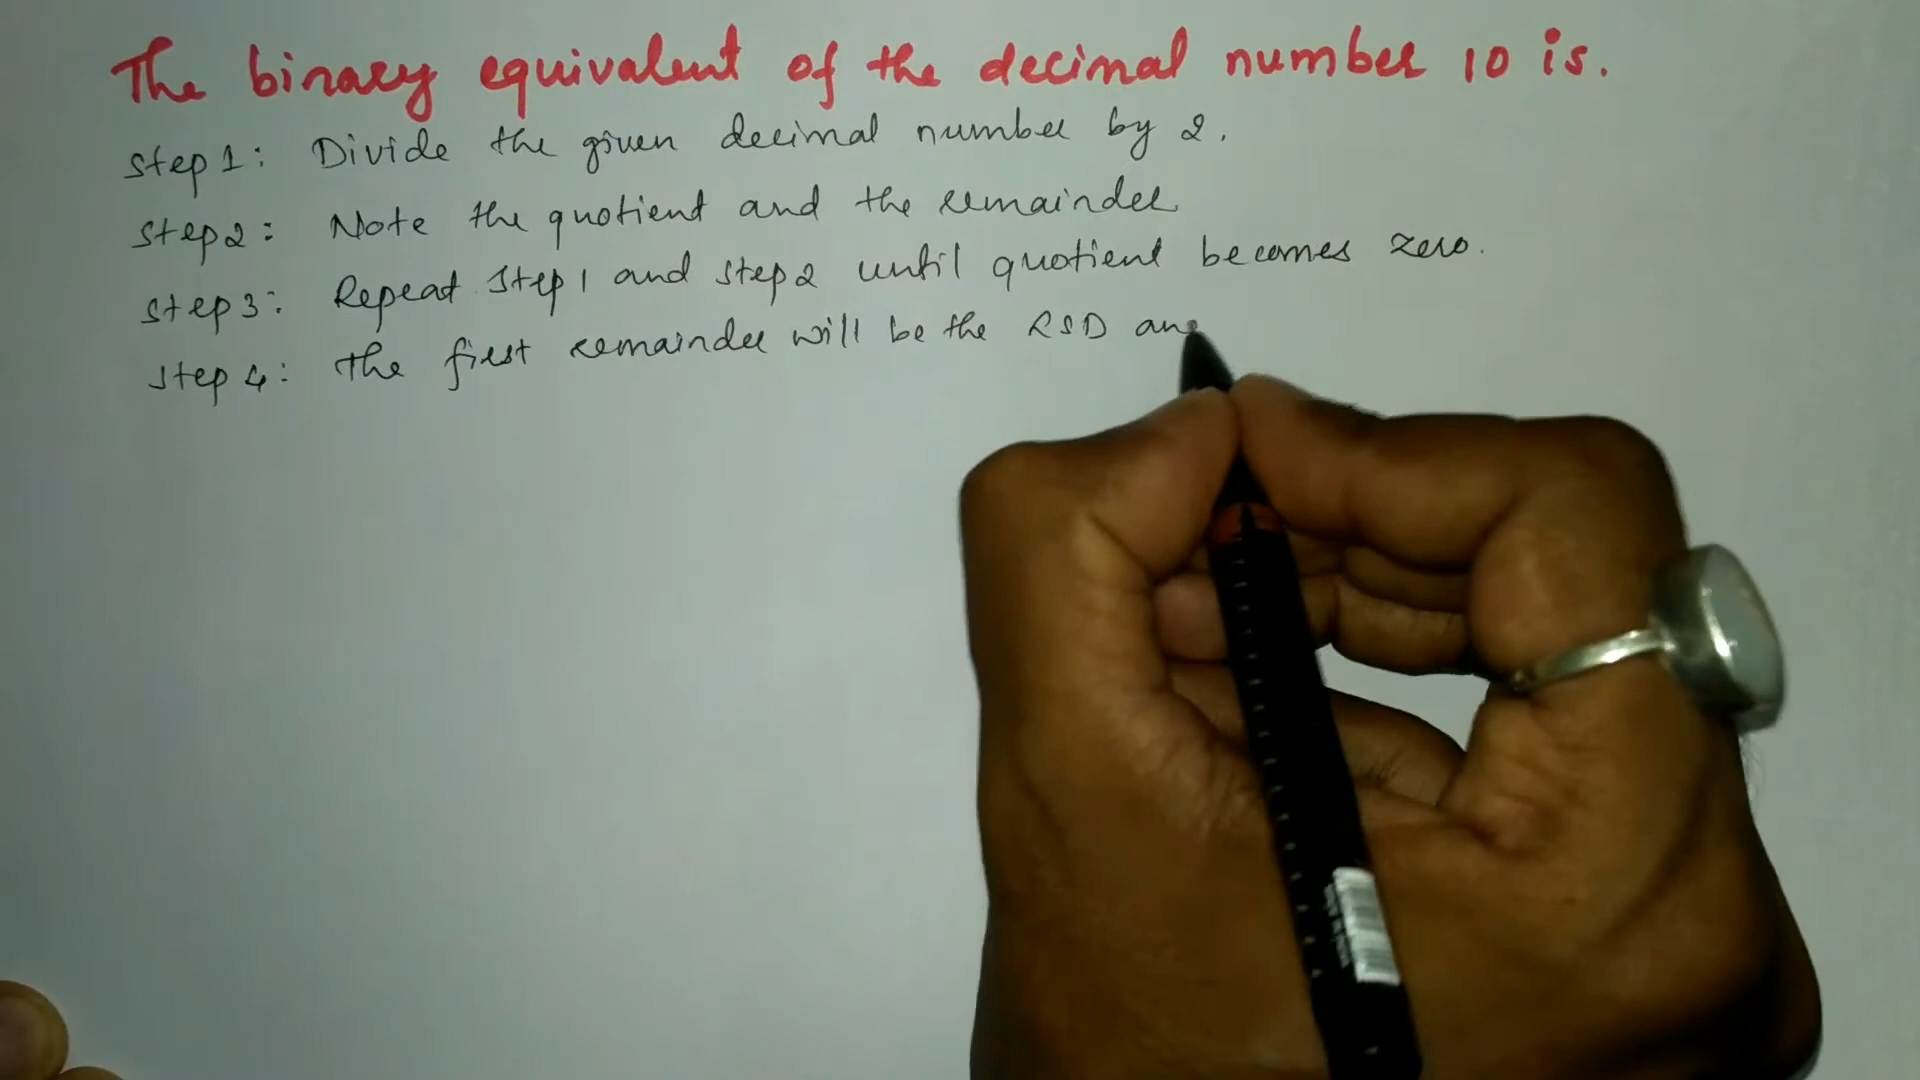 The binary equivalent of the decimal number 10 is.
Step 1: Divide the given decimal number by 2.
Step 2: Note the quotient and the remainder
Step 3: Repeat Step 1 and Step 2 until quotient becomes zero.
Step 4: The first remainder will be the LSD an